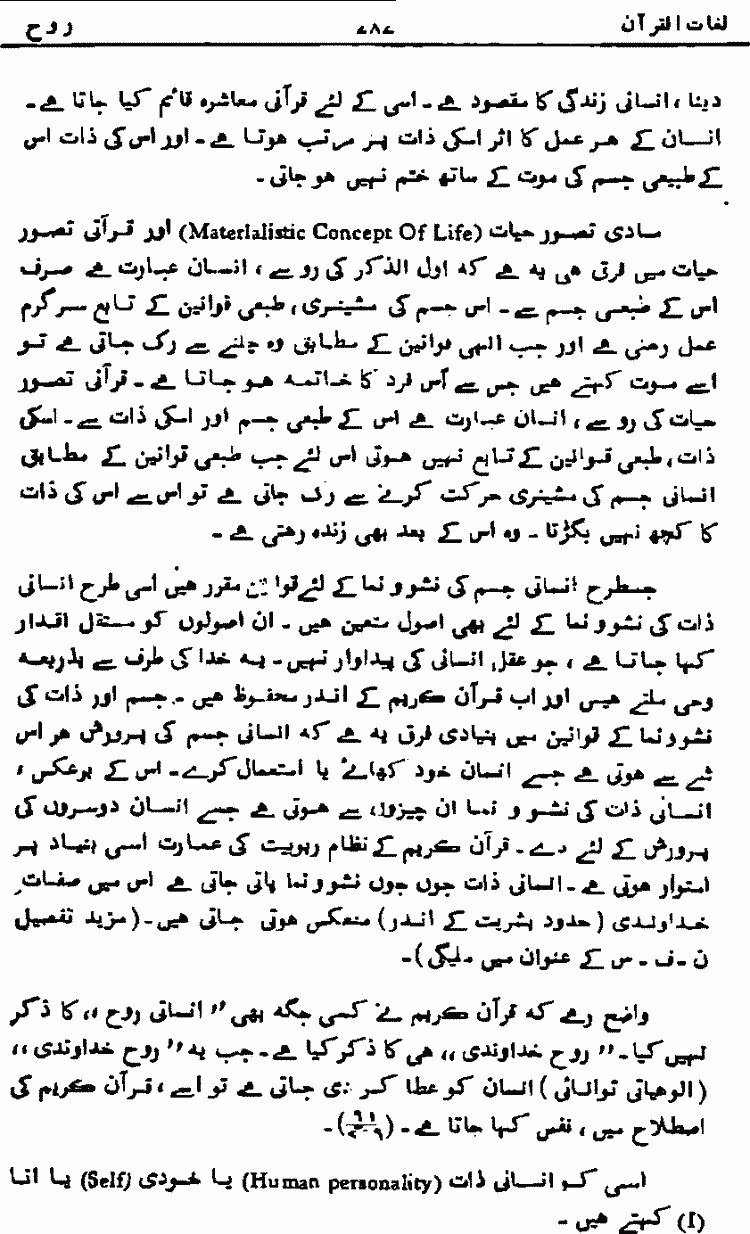 لغات القرآن ۷۸۷ روح
دینا ، انسانی زندگی کا مقصود ہے ۔ اسی کے لئے قرآنی معاشرہ قائم کیا جاتا ہے ۔
انسان کے ہر عمل کا اثر اسکی ذات پر مرتب ہوتا ہے ۔ اور اس کی ذات اس
کے طبیعی جسم کی موت کے ساتھ ختم نہیں ہو جاتی ۔
مادی تصور حیات (Materialistic Concept Of Life) اور قرآنی تصور
حیات میں فرق ہی یہ ہے کہ اول الذکر کی رو سے ، انسان عبارت ہے صرف
اس کے طبعی جسم سے ۔ اس جسم کی مشینری ، طبعی قوانین کے تابع سرگرم
عمل رہتی ہے اور جب انہی قوانین کے مطابق وہ چلنے سے رک جاتی ہے تو
اسے موت کہتے ہیں جس سے اُس فرد کا خاتمہ ہو جاتا ہے ۔ قرآنی تصور
حیات کی رو سے ، انسان عبارت ہے اس کے طبعی جسم اور اسکی ذات سے ۔ اسکی
ذات ، طبعی قوانین کے تابع نہیں ہوتی اس لئے جب طبعی قوانین کے مطابق
انسانی جسم کی مشینری حرکت کرنے سے رک جاتی ہے تو اس سے اس کی ذات
کا کچھ نہیں بگڑتا ۔ وہ اس کے بعد بھی زندہ رہتی ہے ۔
جسطرح انسانی جسم کی نشو و نما کے لئے قوانین مقرر ہیں اسی طرح انسانی
ذات کی نشو و نما کے لئے بھی اصول متعین ہیں ۔ ان اصولوں کو مستقل اقدار
کہا جاتا ہے ، جو عقل انسانی کی پیداوار نہیں ۔ یہ خدا کی طرف سے بذریعہ
وحی ملتے ہیں اور اب قرآن کریم کے اندر محفوظ ہیں ۔ جسم اور ذات کی
نشو و نما کے قوانین میں بنیادی فرق یہ ہے کہ انسانی جسم کی پرورش ہر اس
شے سے ہوتی ہے جسے انسان خود کھائے یا استعمال کرے ۔ اس کے برعکس ،
انسانی ذات کی نشو و نما ان چیزوں سے ہوتی ہے جسے انسان دوسروں کی
پرورش کے لئے دے ۔ قرآن کریم کے نظام ربوبیت کی عمارت اسی بنیاد پر
استوار ہوتی ہے ۔ انسانی ذات جوں جوں نشو و نما پاتی جاتی ہے اس میں صفات
خداوندی (حدود بشریت کے اندر) منعکس ہوتی جاتی ہیں ۔ (مزید تفصیل
ن ۔ ف ۔ س کے عنوان میں ملیگی) ۔
واضح رہے کہ قرآن کریم نے کسی جگہ بھی ”انسانی روح“ کا ذکر
نہیں کیا ۔ ”روح خداوندی“ ہی کا ذکر کیا ہے ۔ جب یہ ”روح خداوندی“
(الوہیاتی توانائی) انسان کو عطا کر دی جاتی ہے تو اسے ، قرآن کریم کی
اصطلاح میں ، نفس کہا جاتا ہے ۔
اسی کو انسانی ذات (Human personality) یا خودی (Self) یا انا
(I) کہتے ہیں ۔